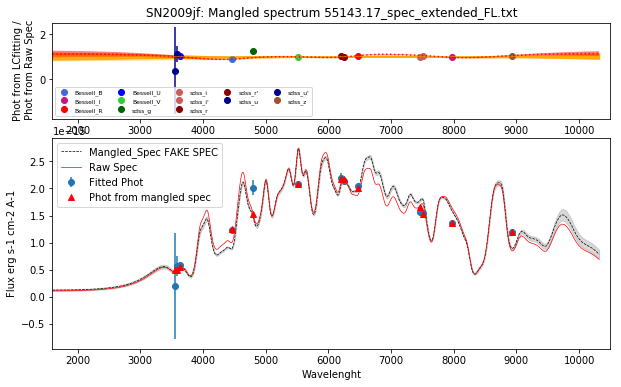 SN2009jf: Mangled spectrum 55143.17_spec_extended_FL.txt
Phot from LCfitting /
Phot from Raw Spec
2
0
Bessell_B
Bessell_I
Bessell_R
Bessell_U
Bessell_V
sdss_g
sdss_i
sdss_i'
sdss_r
sdss_r'
sdss_u
sdss_u'
sdss_z
2000 3000 4000 5000 6000 7000 8000 9000 10000
Flux erg s-1 cm-2 A-1
2.5
2.0
1.5
1.0
0.5
0.0
−0.5
Mangled_Spec FAKE SPEC
Raw Spec
Fitted Phot
Phot from mangled spec
2000 3000 4000 5000 6000 7000 8000 9000 10000
Wavelenght